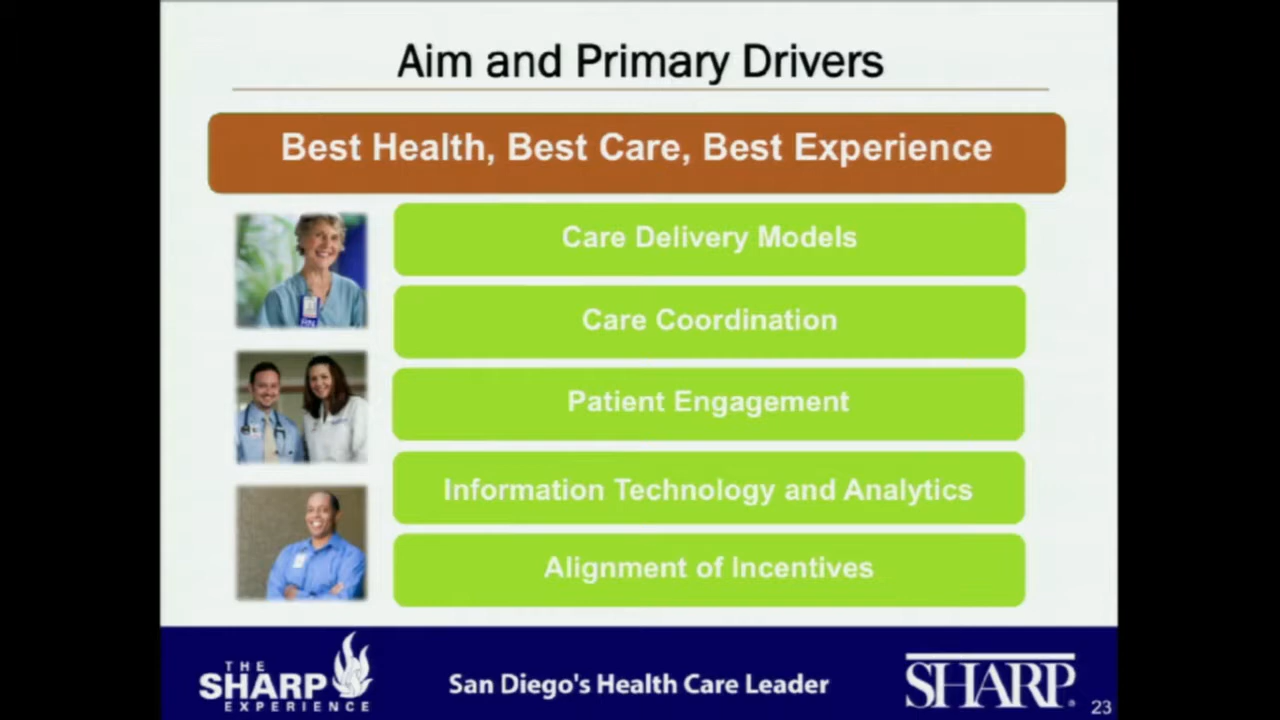 Aim and Primary Drivers
Best Health, Best Care, Best Experience
Care Delivery Models
Care Coordination
Patient Engagement
Information Technology and Analytics
Alignment of Incentives
THE
SHARP
EXPERIENCE
San Diego's Health Care Leader
SHARP®
23